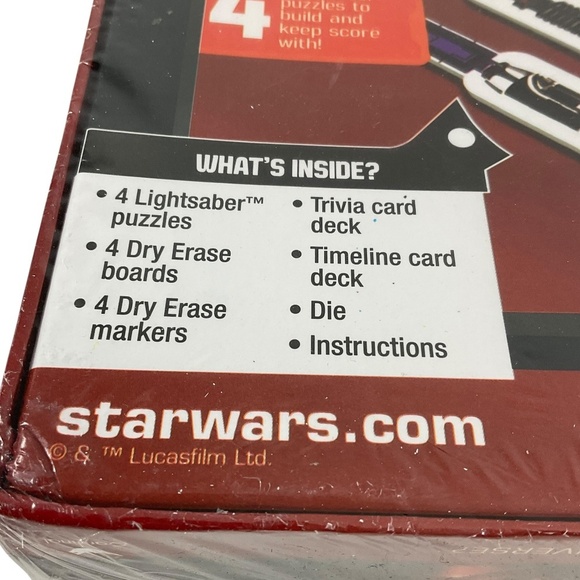 4
puzzles to
build and
keep score
with!
WHAT'S INSIDE?
• 4 Lightsaber™
puzzles
• 4 Dry Erase
boards
• 4 Dry Erase
markers
• Trivia card
deck
• Timeline card
deck
• Die
• Instructions
starwars.com
© & ™ Lucasfilm Ltd.